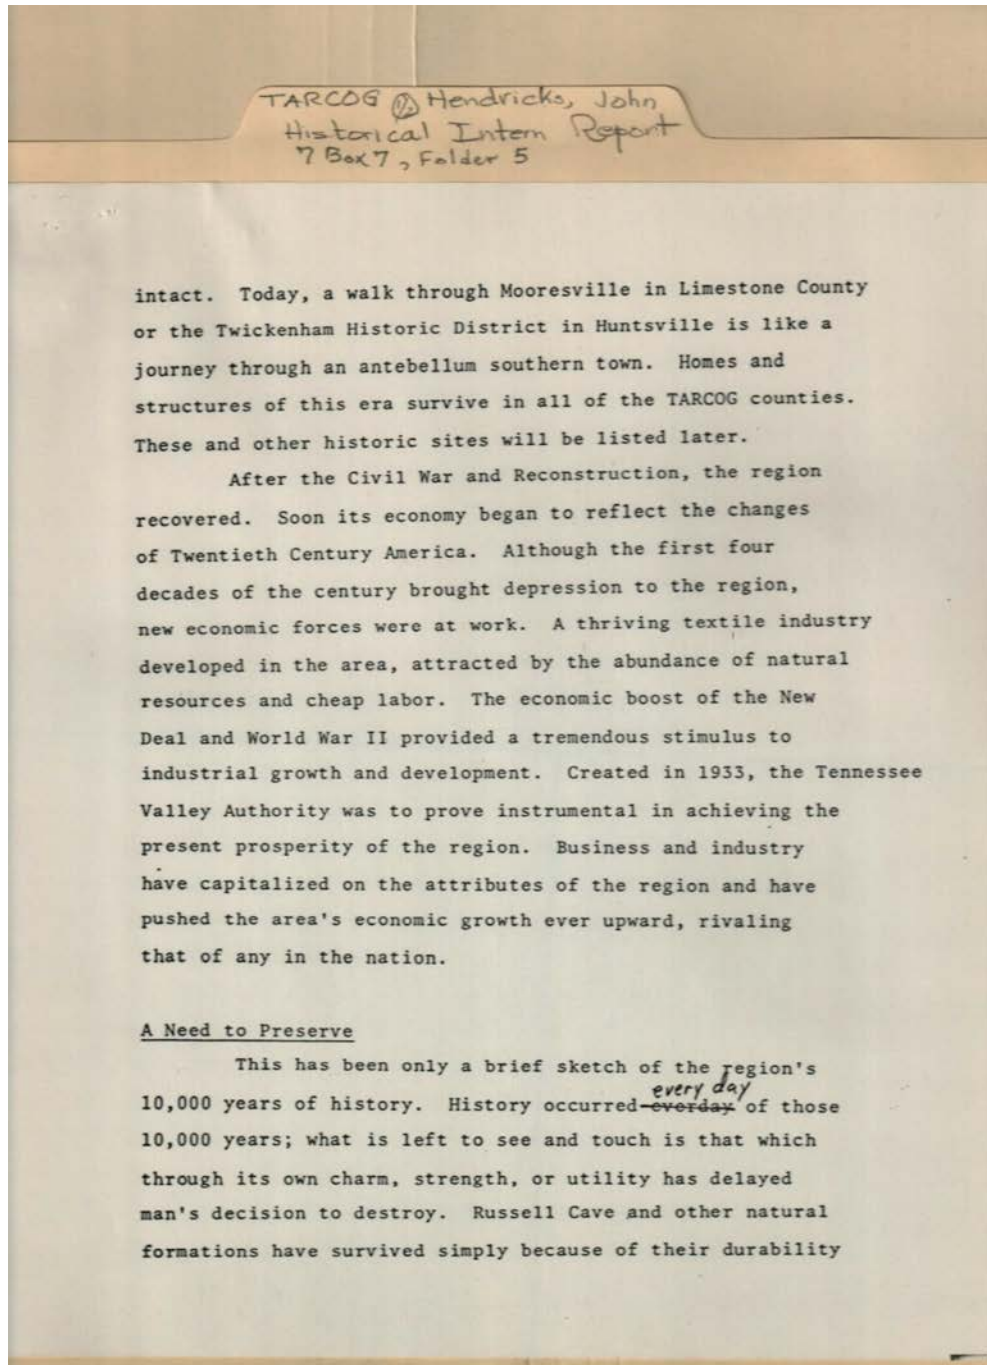 TARCOG % Hendricks, John
Historical Intern Report
7 Box 7, Folder 5
intact.  Today, a walk through Mooresville in Limestone County
or the Twickenham Historic District in Huntsville is like a
journey through an antebellum southern town.  Homes and
structures of this era survive in all of the TARCOG counties.
These and other historic sites will be listed later.
After the Civil War and Reconstruction, the region
recovered.  Soon its economy began to reflect the changes
of Twentieth Century America.  Although the first four
decades of the century brought depression to the region,
new economic forces were at work.  A thriving textile industry
developed in the area, attracted by the abundance of natural
resources and cheap labor.  The economic boost of the New
Deal and World War II provided a tremendous stimulus to
industrial growth and development.  Created in 1933, the Tennessee
Valley Authority was to prove instrumental in achieving the
present prosperity of the region.  Business and industry
have capitalized on the attributes of the region and have
pushed the area's economic growth ever upward, rivaling
that of any in the nation.
A Need to Preserve
This has been only a brief sketch of the region's
every day
10,000 years of history.  History occurred everday of those
10,000 years; what is left to see and touch is that which
through its own charm, strength, or utility has delayed
man's decision to destroy.  Russell Cave and other natural
formations have survived simply because of their durability